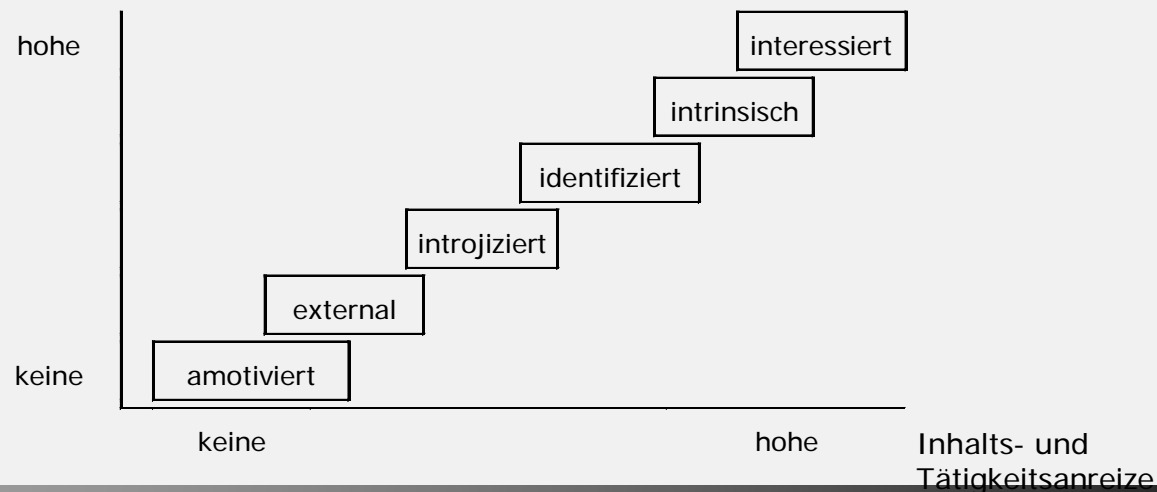 hohe
interessiert
intrinsisch
identifiziert
introjiziert
external
keine
amotiviert
keine
hohe
Inhalts- und
Tätigkeitsanreize